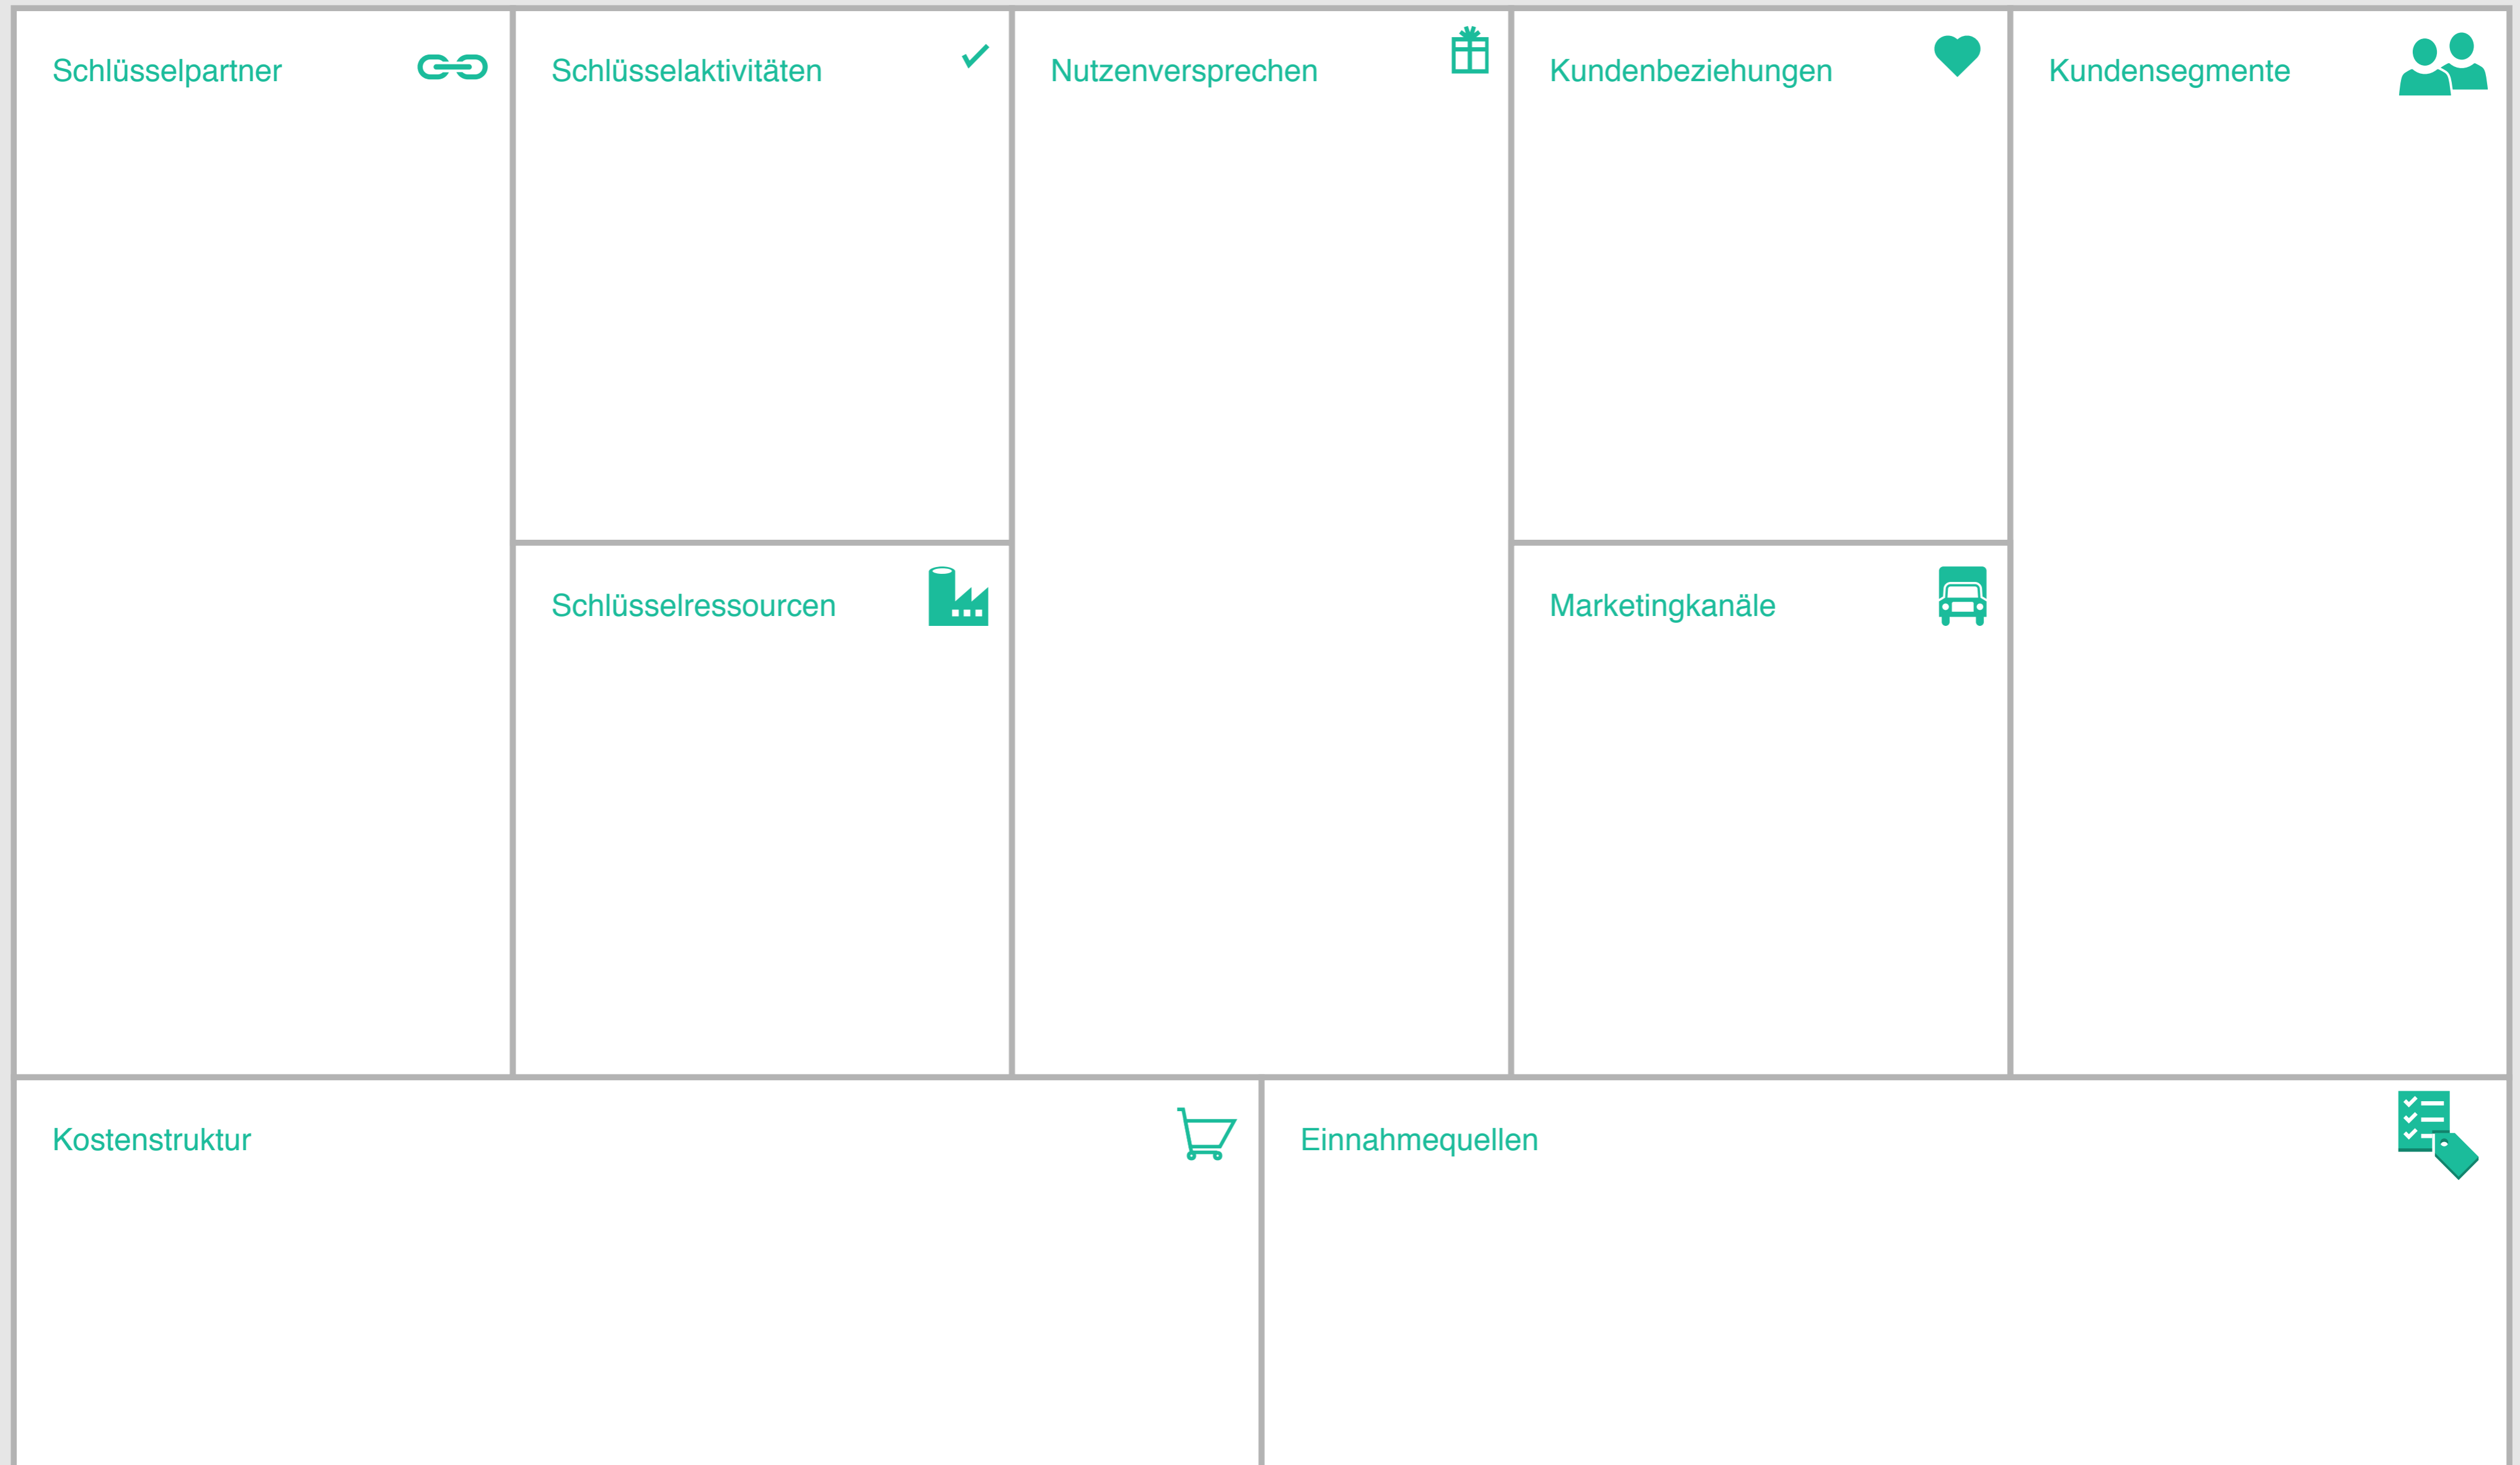 Schlüsselpartner
Schlüsselaktivitäten
Nutzenversprechen
Kundenbeziehungen
Kundensegmente
Schlüsselressourcen
Marketingkanäle
Kostenstruktur
Einnahmequellen